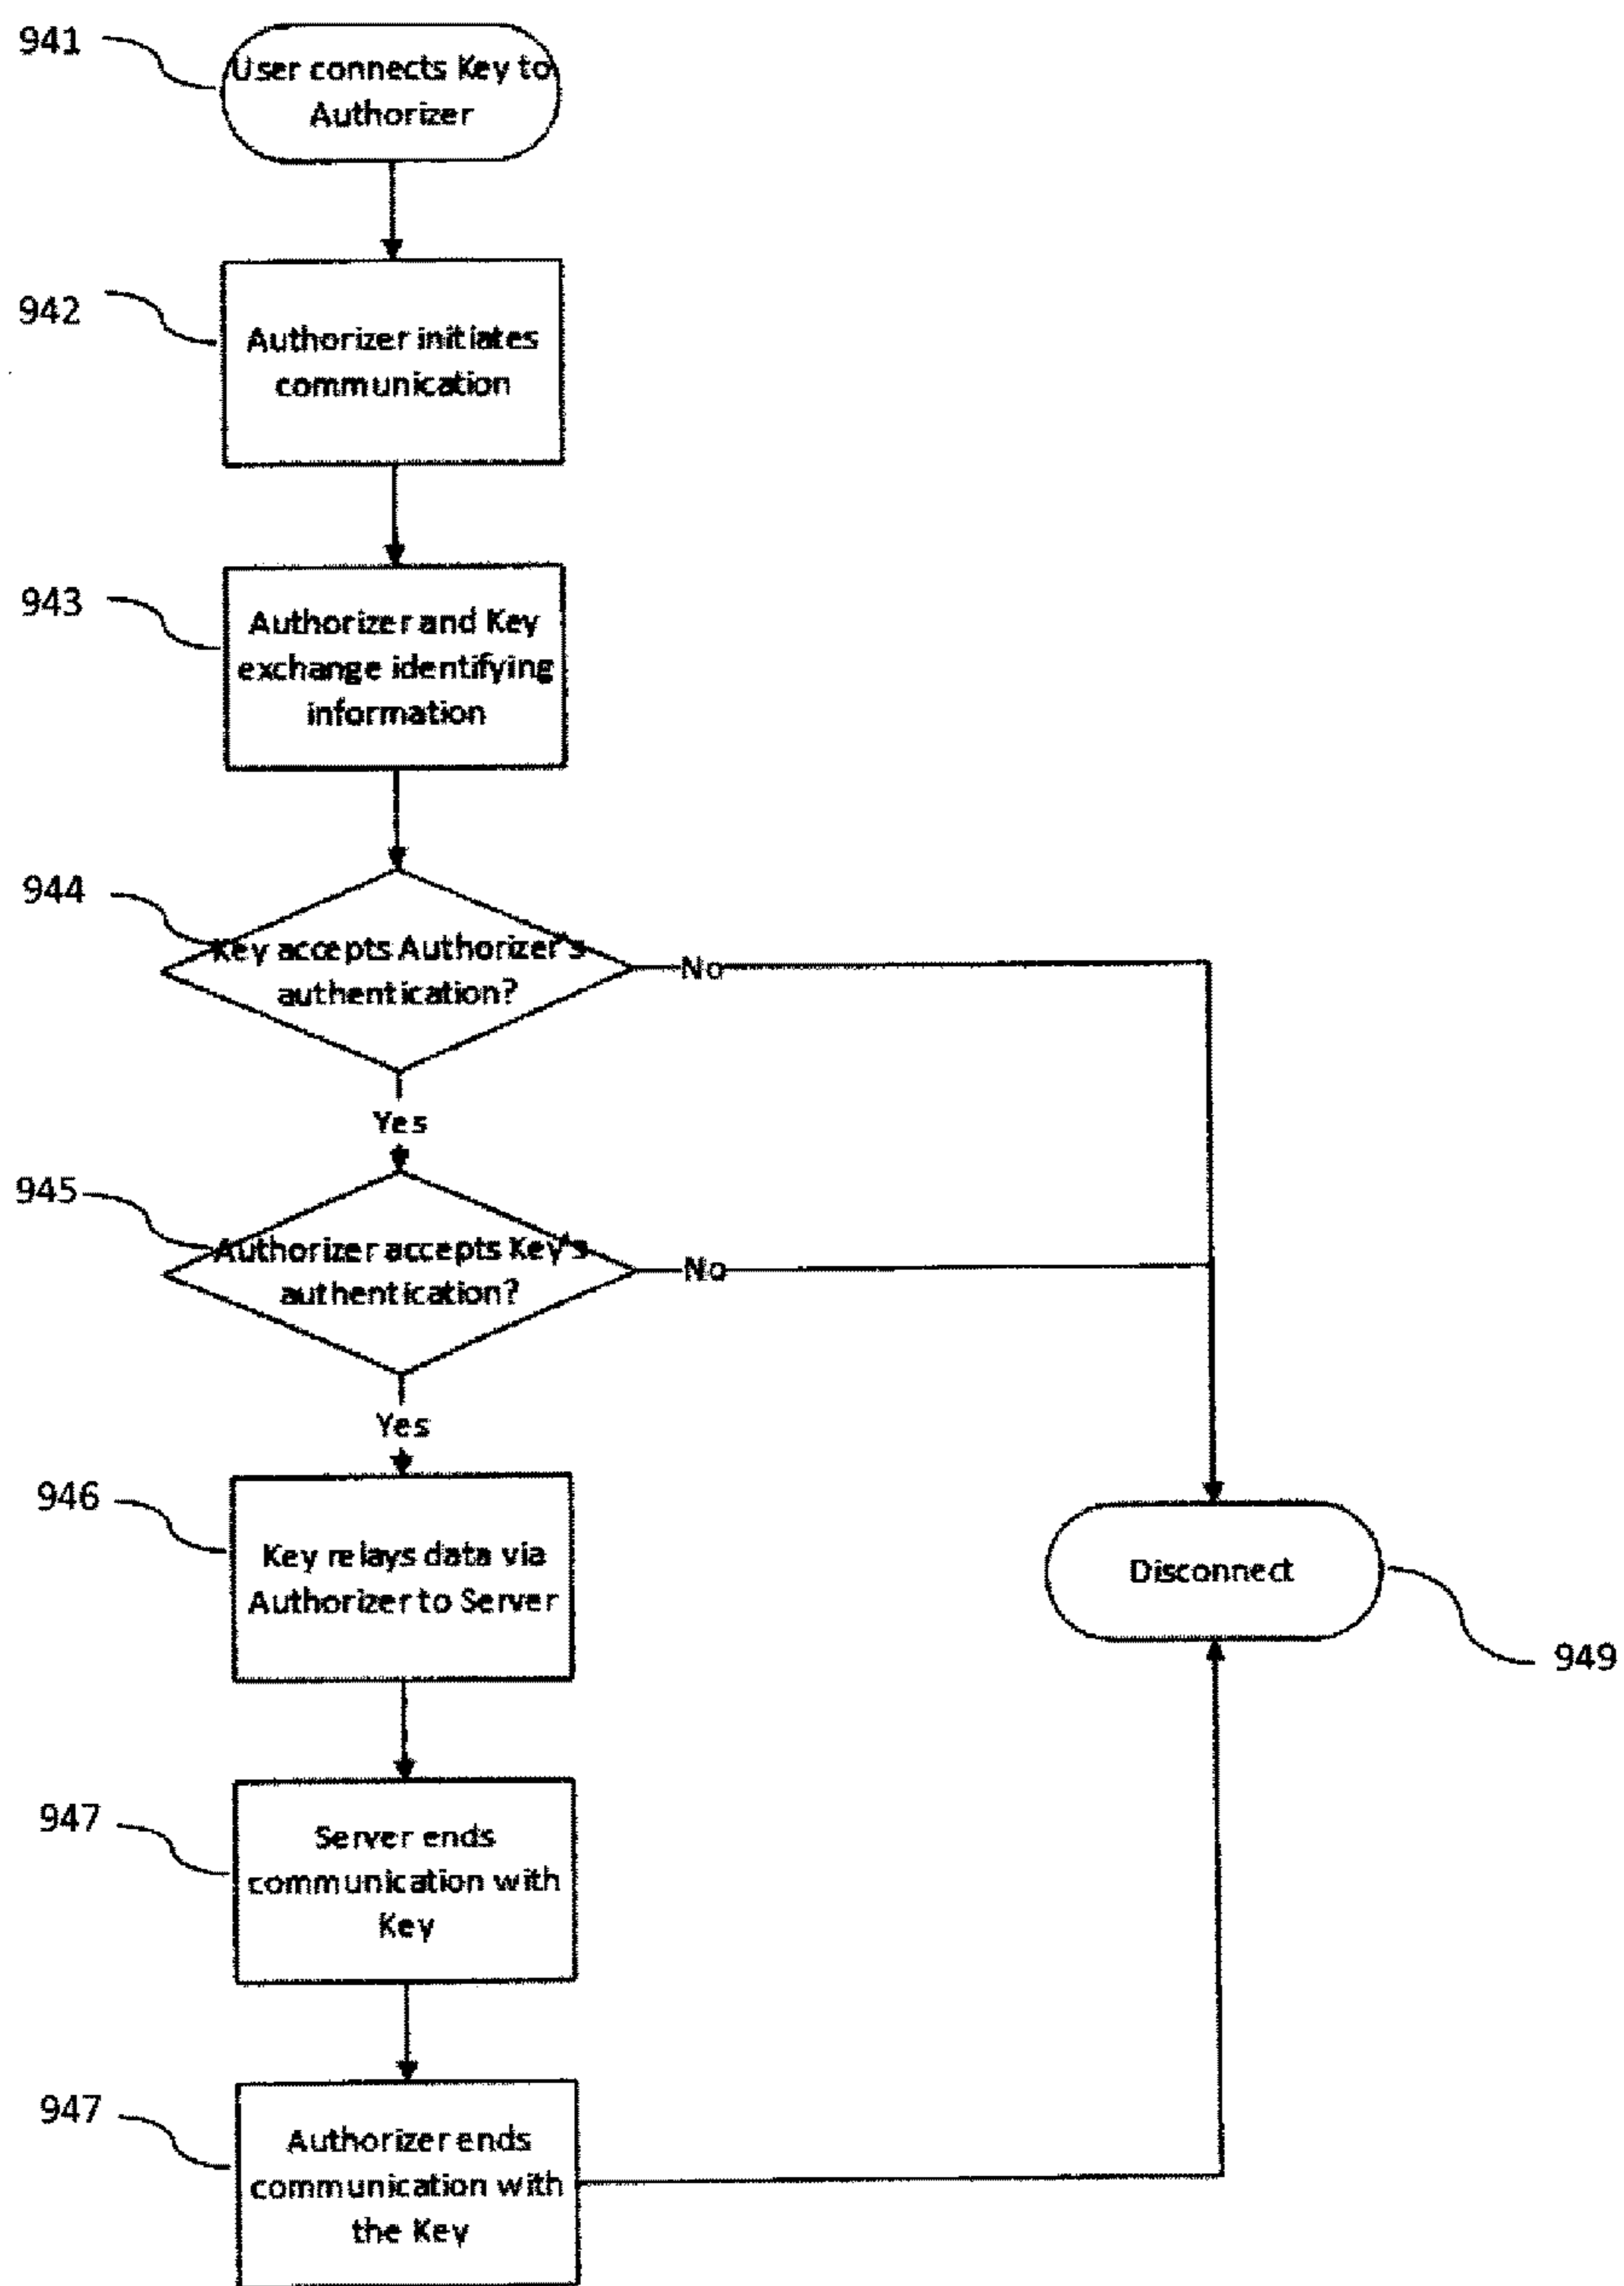 941
User connects Key to
Authorizer
942
Authorizer initiates
communication
943
Authorizer and Key
exchange identifying
information
944
Key accepts Authorizer's
authentication?
No
Yes
945
Authorizer accepts Key's
authentication?
No
Yes
946
Key relays data via
Authorizer to Server
Disconnect
949
947
Server ends
communication with
Key
947
Authorizer ends
communication with
the Key